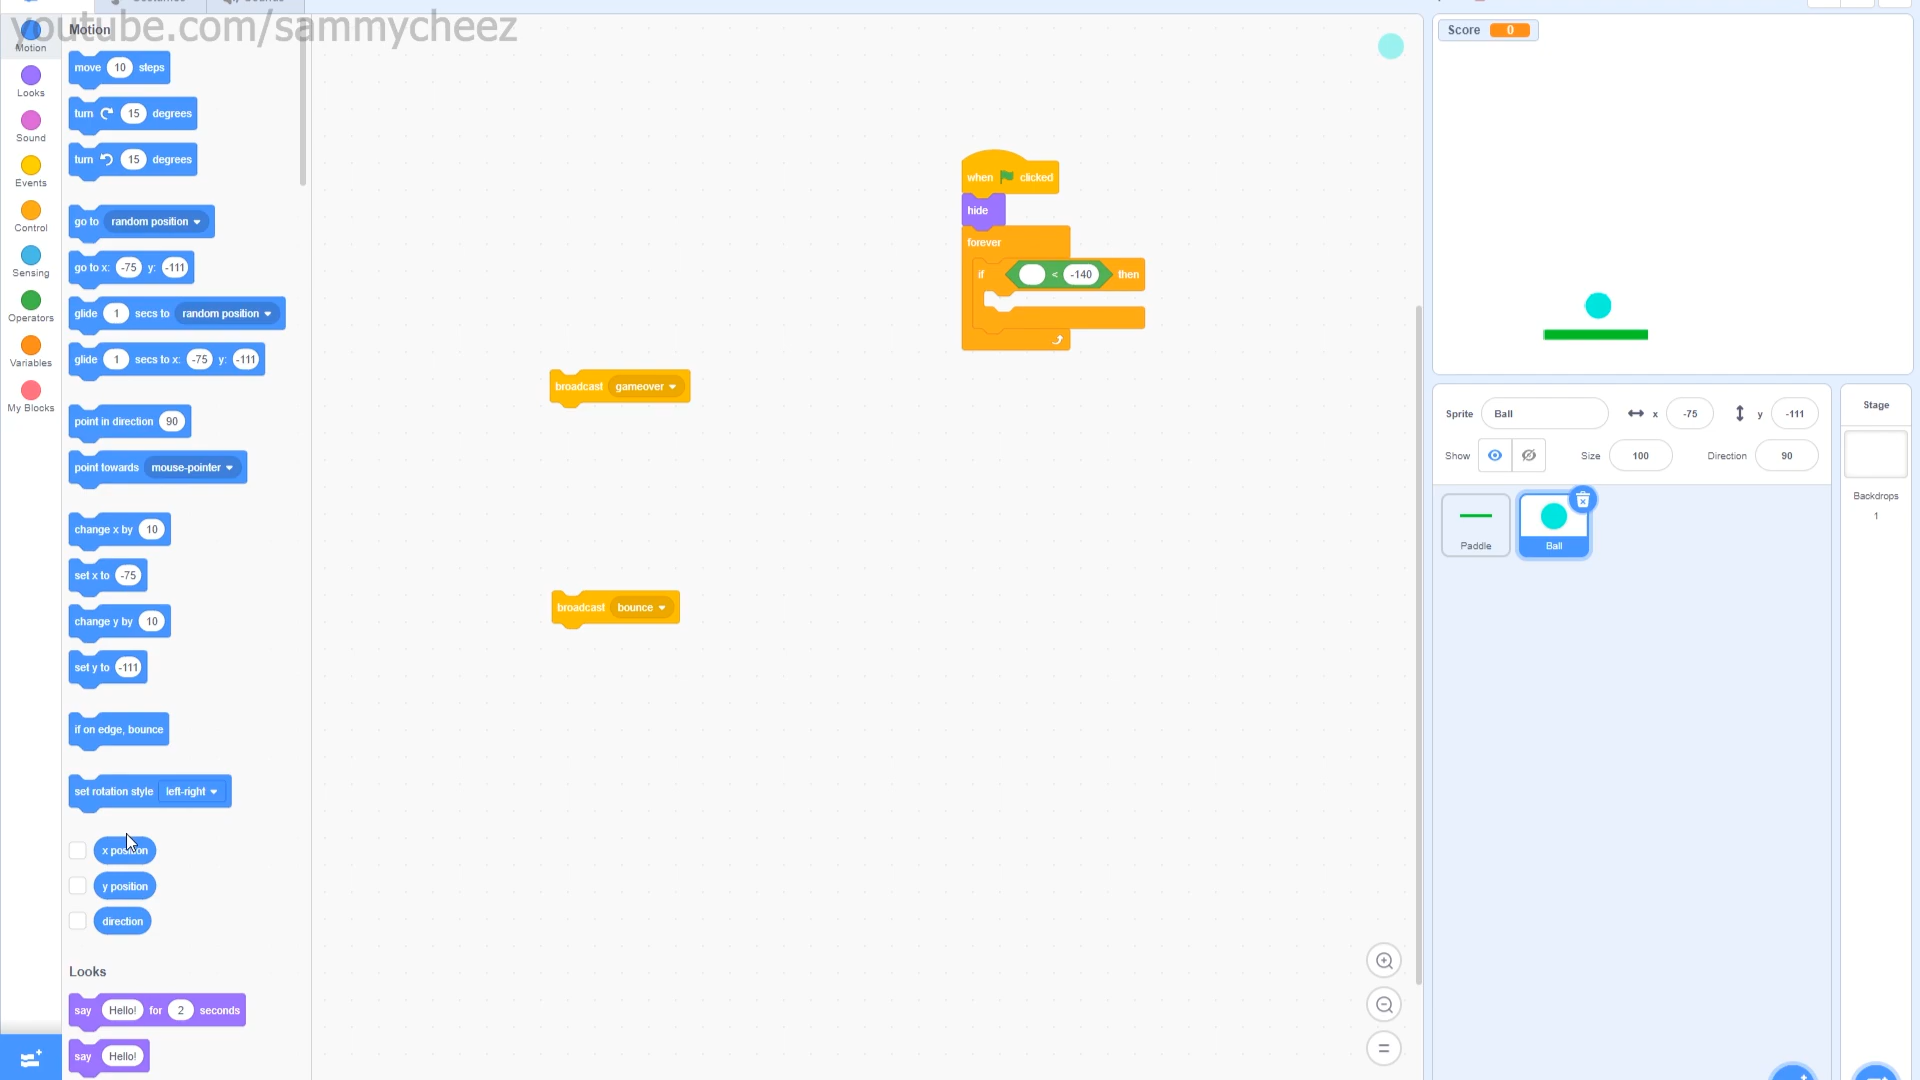 Costumes
Sounds
youtube.com/sammycheez
Motion
Motion
Looks
Sound
Events
Control
Sensing
Operators
Variables
My Blocks
move 10 steps
turn 15 degrees
turn 15 degrees
go to random position
go to x: -75 y: -111
glide 1 secs to random position
glide 1 secs to x: -75 y: -111
point in direction 90
point towards mouse-pointer
change x by 10
set x to -75
change y by 10
set y to -111
if on edge, bounce
set rotation style left-right
x position
y position
direction
Looks
say Hello! for 2 seconds
say Hello!
when clicked
hide
forever
if < -140 then
broadcast gameover
broadcast bounce
Score 0
Sprite Ball x -75 y -111
Show Size 100 Direction 90
Paddle
Ball
Stage
Backdrops
1